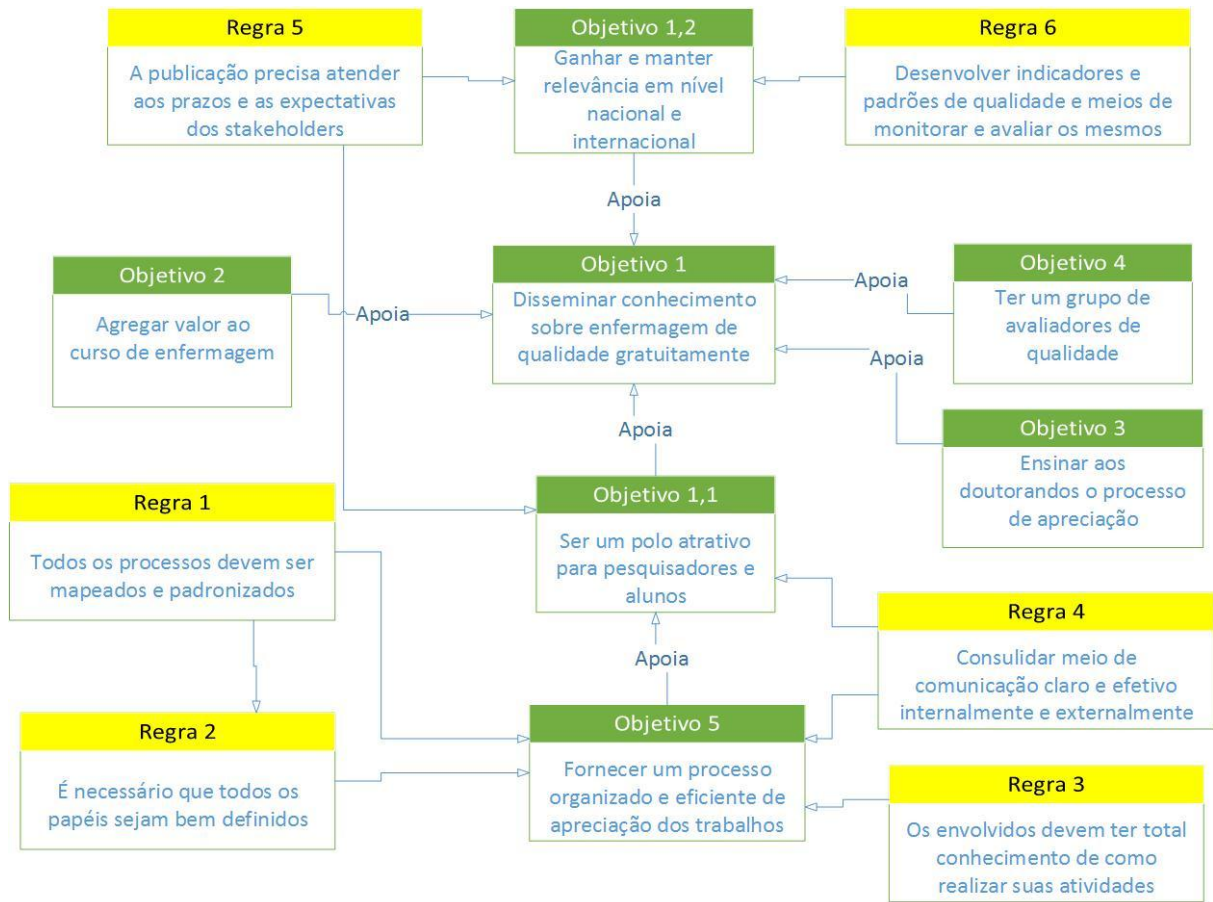 Regra 5
A publicação precisa atender
aos prazos e as expectativas
dos stakeholders
Objetivo 1,2
Ganhar e manter
relevância em nível
nacional e
internacional
Regra 6
Desenvolver indicadores e
padrões de qualidade e meios de
monitorar e avaliar os mesmos
Apoia
Objetivo 2
Agregar valor ao
curso de enfermagem
Apoia
Objetivo 1
Disseminar conhecimento
sobre enfermagem de
qualidade gratuitamente
Apoia
Objetivo 4
Ter um grupo de
avaliadores de
qualidade
Apoia
Objetivo 3
Ensinar aos
doutorandos o processo
de apreciação
Apoia
Regra 1
Todos os processos devem ser
mapeados e padronizados
Objetivo 1,1
Ser um polo atrativo
para pesquisadores e
alunos
Regra 4
Consulidar meio de
comunicação claro e efetivo
internalmente e externalmente
Apoia
Regra 2
É necessário que todos os
papéis sejam bem definidos
Objetivo 5
Fornecer um processo
organizado e eficiente de
apreciação dos trabalhos
Regra 3
Os envolvidos devem ter total
conhecimento de como
realizar suas atividades